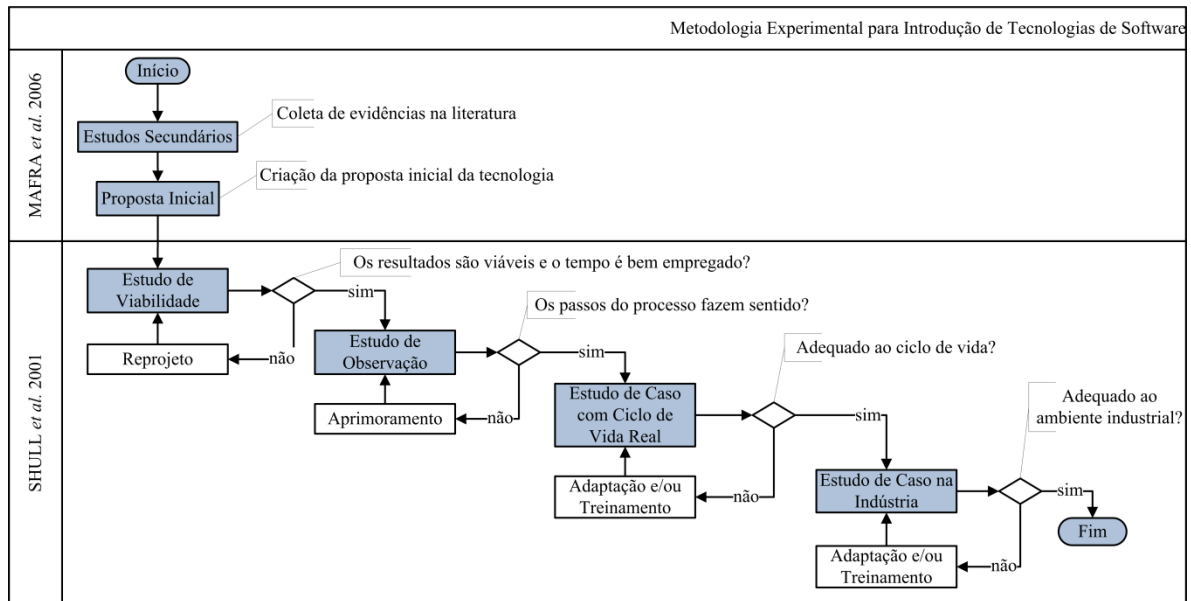 Metodologia Experimental para Introdução de Tecnologias de Software
MAFRA et al. 2006
Início
Estudos Secundários
Coleta de evidências na literatura
Proposta Inicial
Criação da proposta inicial da tecnologia
SHULL et al. 2001
Estudo de
Viabilidade
Os resultados são viáveis e o tempo é bem empregado?
sim
não
Reprojeto
Estudo de
Observação
Os passos do processo fazem sentido?
sim
não
Aprimoramento
Estudo de Caso
com Ciclo de
Vida Real
Adequado ao ciclo de vida?
sim
não
Adaptação e/ou
Treinamento
Estudo de Caso na
Indústria
Adequado ao
ambiente industrial?
sim
não
Adaptação e/ou
Treinamento
Fim